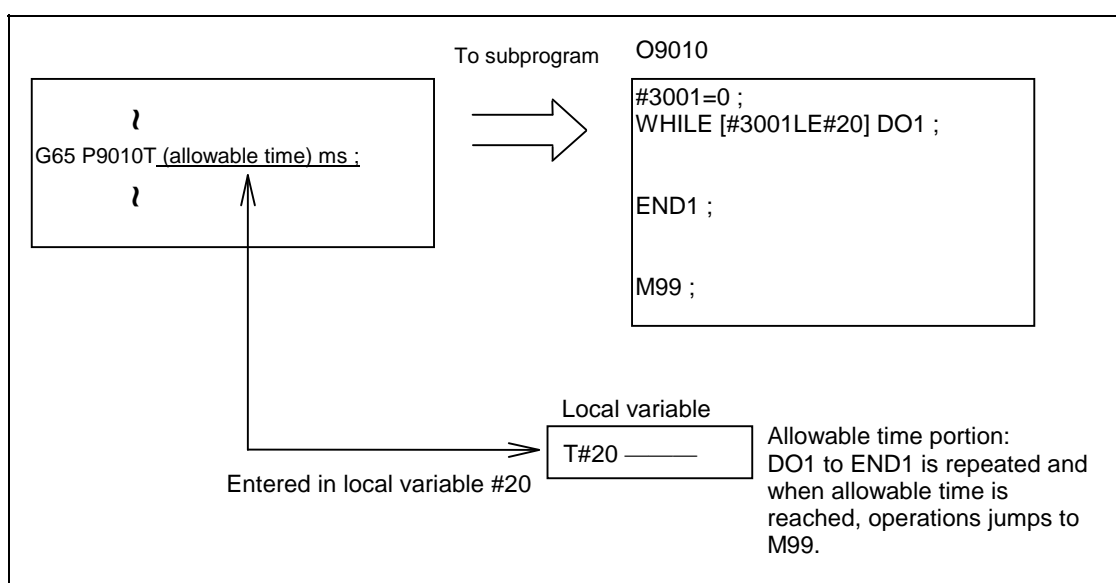 To subprogram
O9010
~
G65 P9010T (allowable time) ms ;
~
#3001=0 ;
WHILE [#3001LE#20] DO1 ;
END1 ;
M99 ;
Local variable
T#20 ———
Entered in local variable #20
Allowable time portion:
DO1 to END1 is repeated and
when allowable time is
reached, operations jumps to
M99.